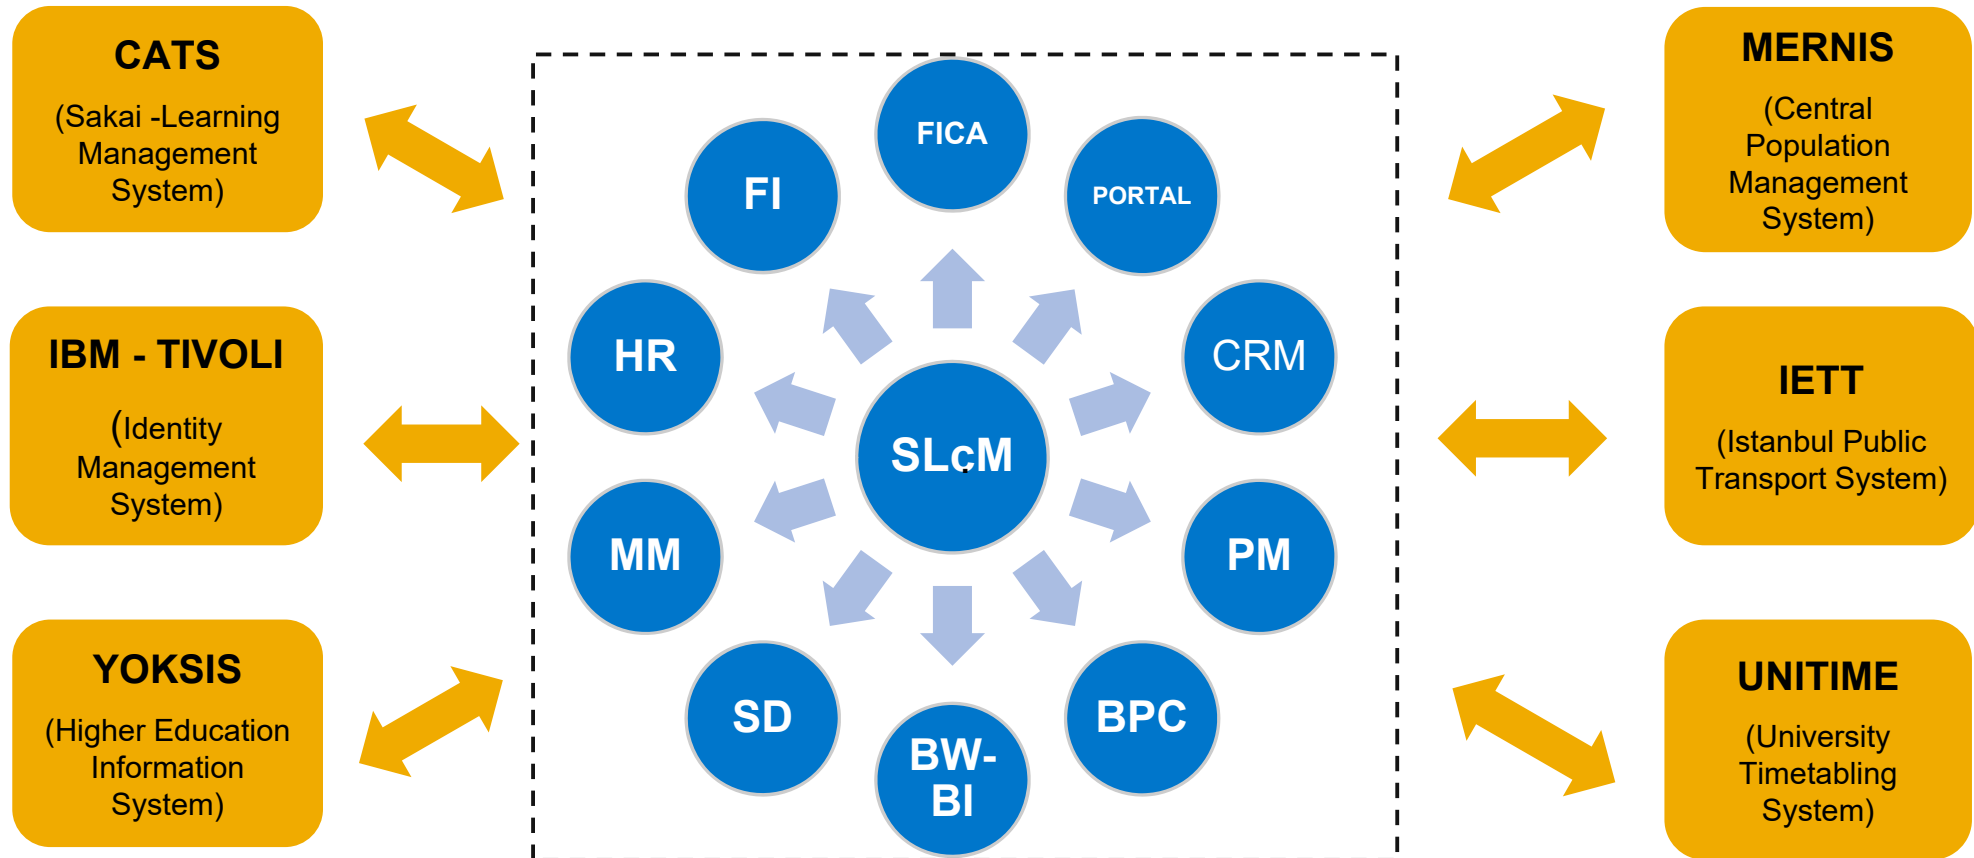 CATS
(Sakai -Learning
Management
System)
IBM - TIVOLI
(Identity
Management
System)
YOKSIS
(Higher Education
Information
System)
FICA
FI
PORTAL
HR
CRM
SLcM
MM
PM
SD
BPC
BW-
BI
MERNIS
(Central
Population
Management
System)
IETT
(Istanbul Public
Transport System)
UNITIME
(University
Timetabling
System)